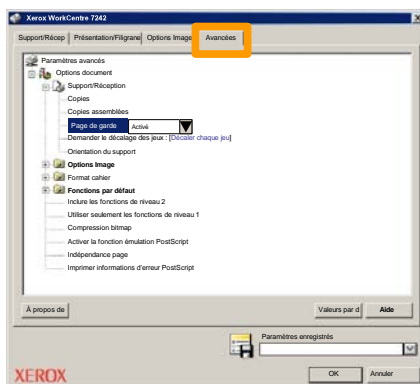 Xerox WorkCentre 7242
Support/Récep Présentation/Filigrane Options Image Avancées
Paramètres avancés
Options document
Support/Réception
Copies
Copies assemblées
Page de garde Activé
Demander le décalage des jeux : [Décaler chaque jeu]
Orientation du support
Options Image
Format cahier
Fonctions par défaut
Inclure les fonctions de niveau 2
Utiliser seulement les fonctions de niveau 1
Compression bitmap
Activer la fonction émulation PostScript
Indépendance page
Imprimer informations d'erreur PostScript
À propos de Valeurs par d Aide
Paramètres enregistrés
XEROX OK Annuler